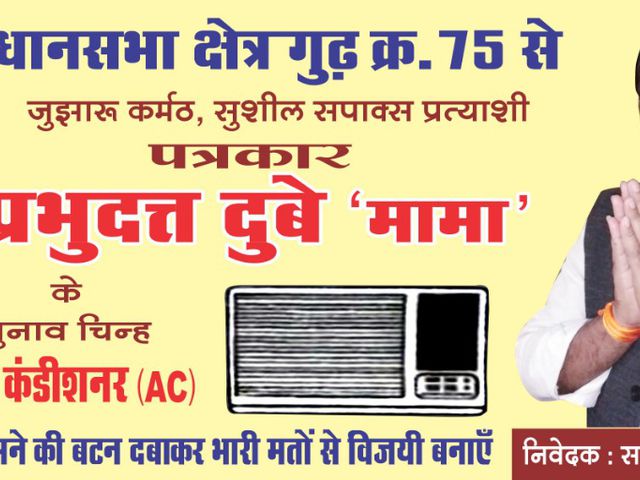 धानसभा क्षेत्र गुढ़ क्र. 75 से
जुझारू कर्मठ, सुशील सपाक्स प्रत्याशी
पत्रकार
प्रभुदत्त दुबे 'मामा'
के
चुनाव चिन्ह
कंडीशनर (AC)
की बटन दबाकर भारी मतों से विजयी बनाएँ
निवेदक : स